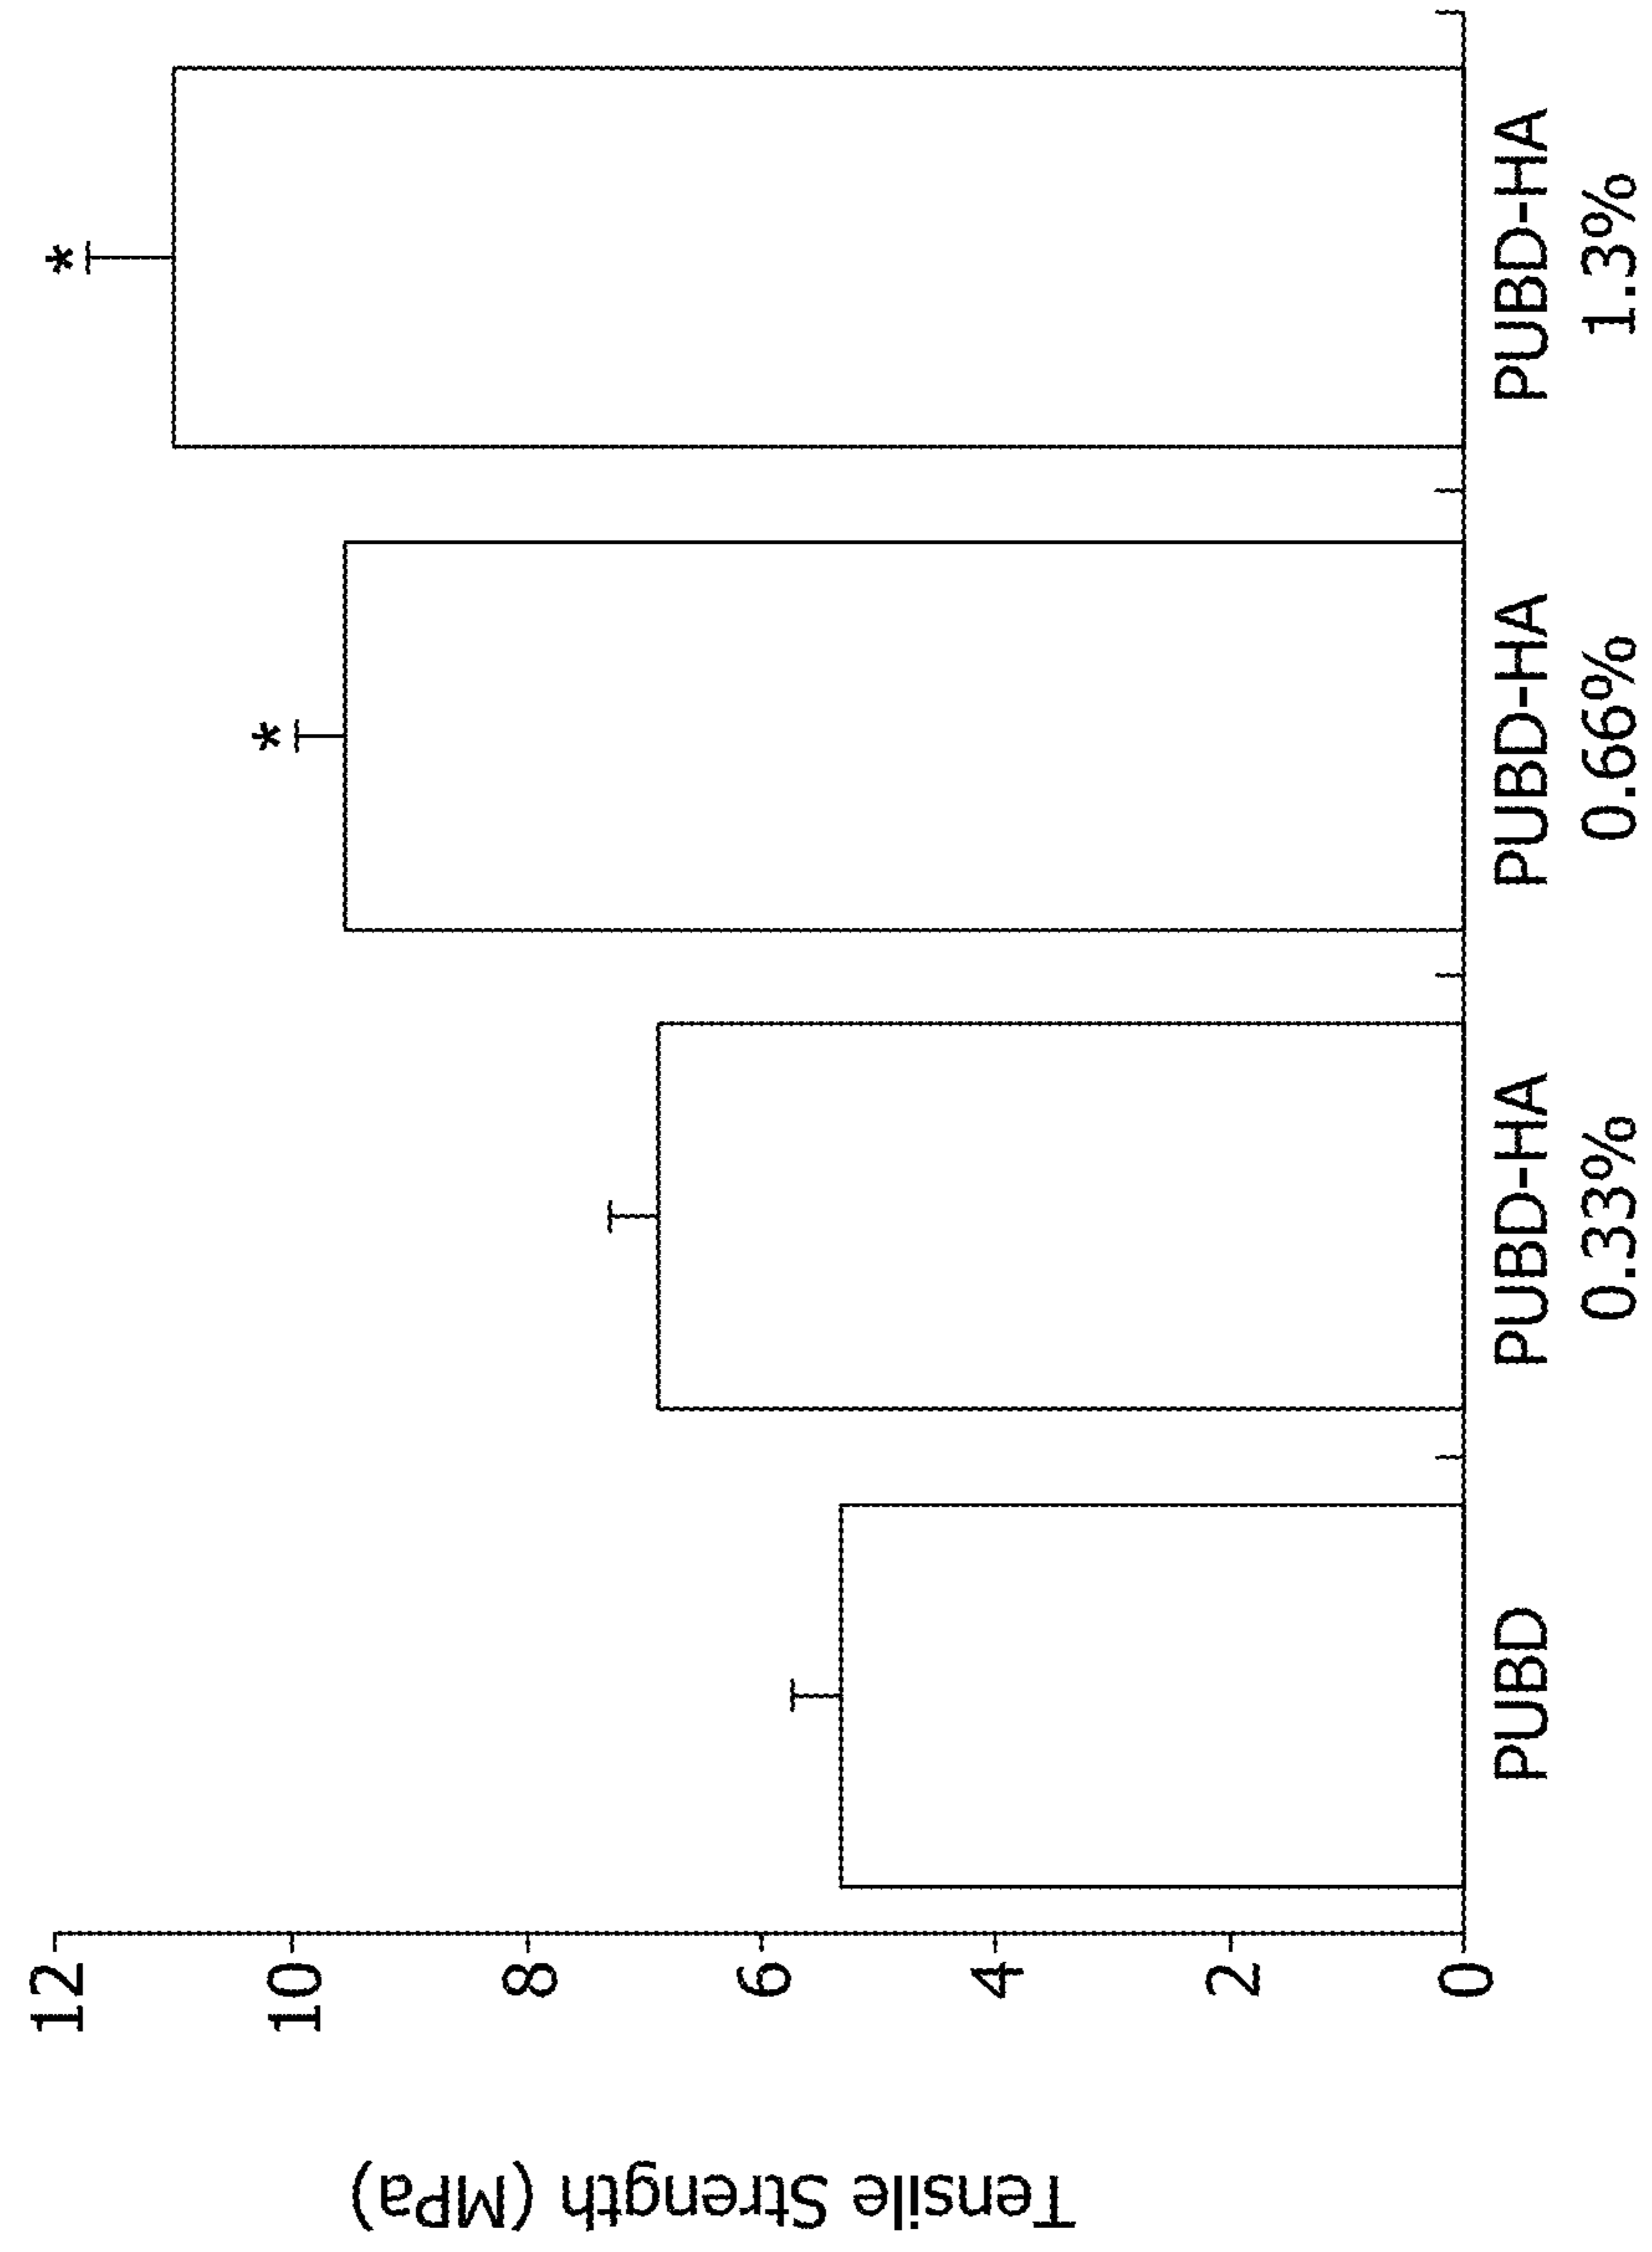 Tensile Strength (MPa)
12
10
8
6
4
2
0
*
*
PUBD
PUBD-HA
0.33%
PUBD-HA
0.66%
PUBD-HA
1.3%